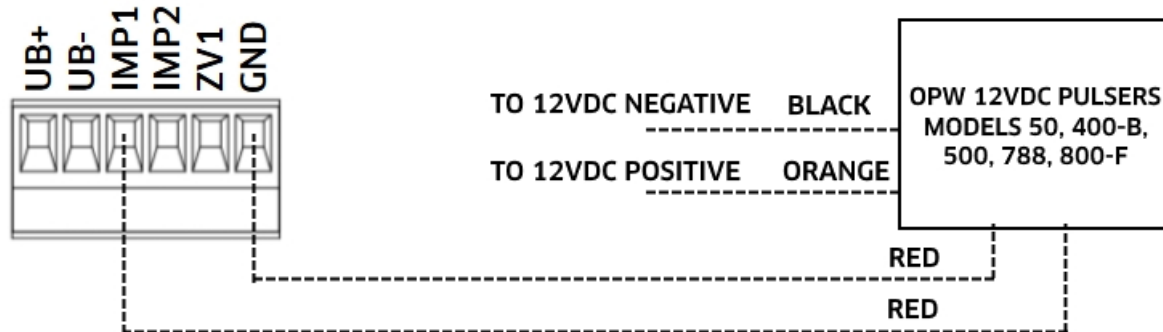 UB+
UB-
IMP1
IMP2
ZV1
GND
TO 12VDC NEGATIVE BLACK
TO 12VDC POSITIVE ORANGE
OPW 12VDC PULSERS
MODELS 50, 400-B,
500, 788, 800-F
RED
RED